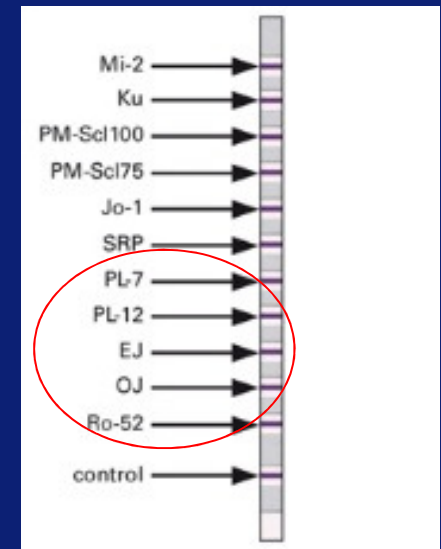 Mi-2
Ku
PM-Scl100
PM-Scl75
Jo-1
SRP
PL-7
PL-12
EJ
OJ
Ro-52
control